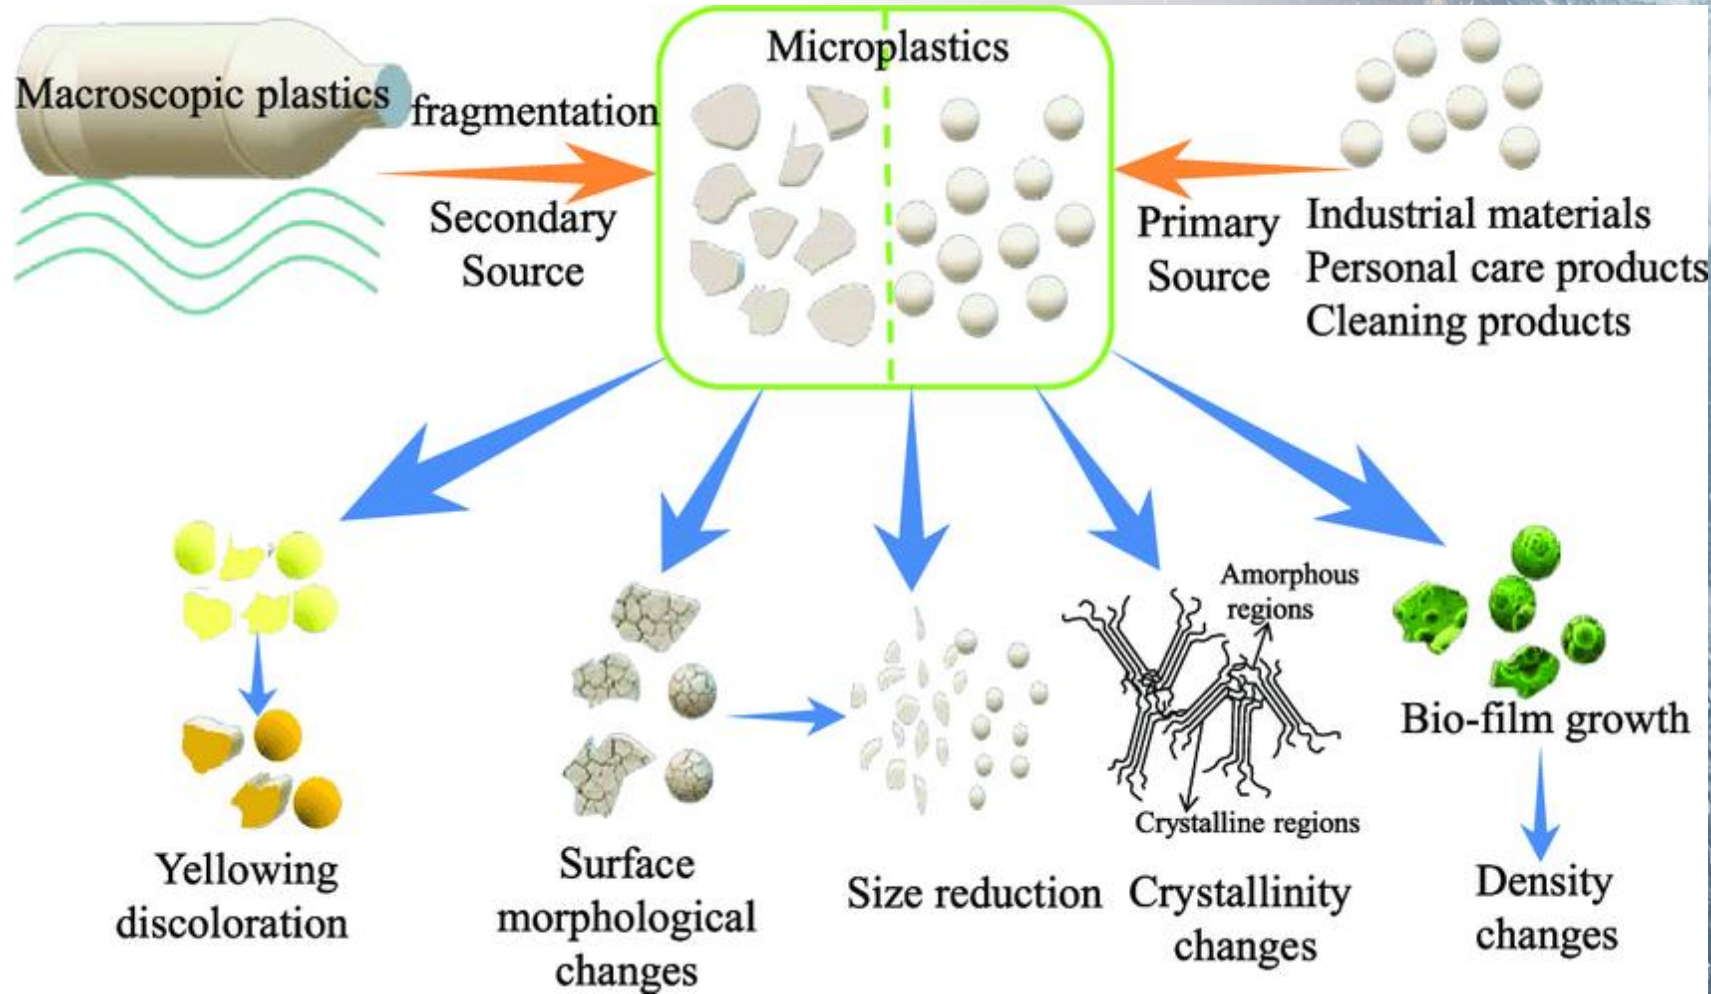 Macroscopic plastics
fragmentation
Secondary
Source
Microplastics
Primary
Source
Industrial materials
Personal care products
Cleaning products
Yellowing
discoloration
Surface
morphological
changes
Size reduction
Amorphous
regions
Crystalline regions
Crystallinity
changes
Bio-film growth
Density
changes